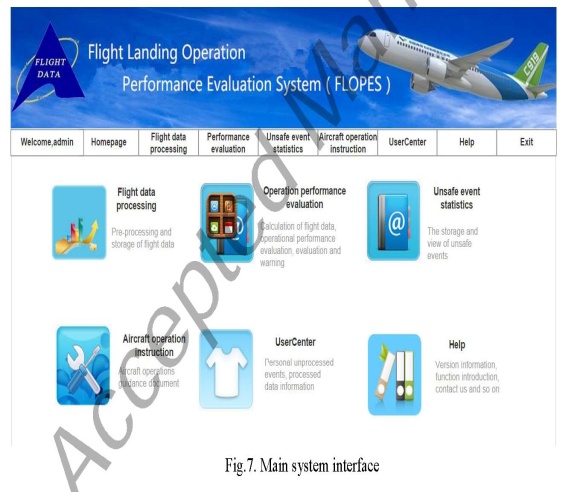 FLIGHT
DATA
Flight Landing Operation
Performance Evaluation System ( FLOPES )
C919
Welcome,admin
Homepage
Flight data
processing
Performance
evaluation
Unsafe event
statistics
Aircraft operation
instruction
UserCenter
Help
Exit
Flight data
processing
Pre-processing and
storage of flight data
Operation performance
evaluation
Calculation of flight data,
operational performance
evaluation, evaluation and
warning
Unsafe event
statistics
The storage and
view of unsafe
events
Aircraft operation
instruction
Aircraft operations
guidance document
UserCenter
Personal unprocessed
events, processed
data information
Help
Version information,
function introduction,
contact us and so on
Accepted Man
Fig.7. Main system interface